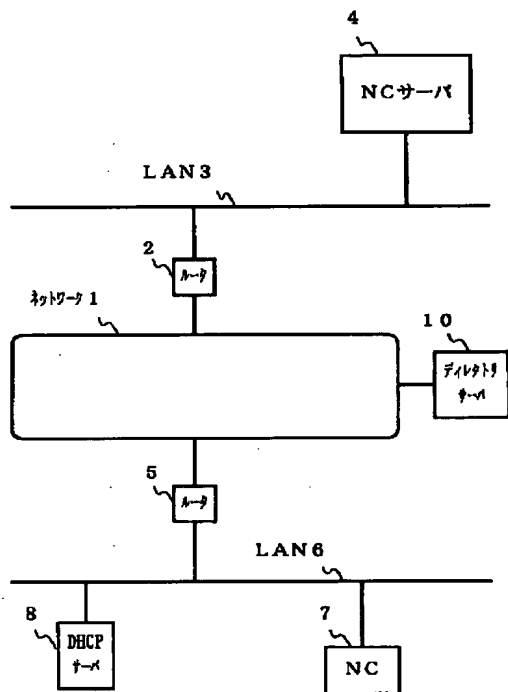 4
NCサーバ
LAN3
2
ルータ
ネットワーク1
10
ディレクトリ
サーバ
5
ルータ
LAN6
8
DHCP
サーバ
7
NC